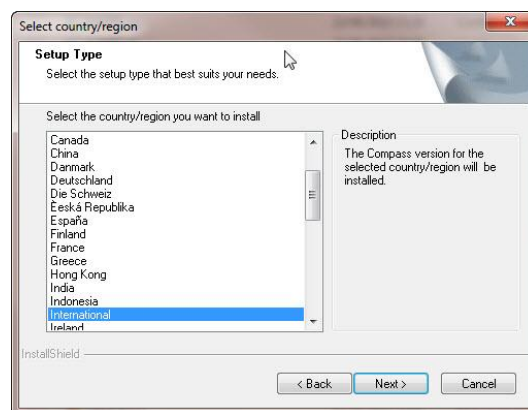 Select country/region
Setup Type
Select the setup type that best suits your needs.
Select the country/region you want to install
Canada
China
Danmark
Deutschland
Die Schweiz
Èeská Republika
España
Finland
France
Greece
Hong Kong
India
Indonesia
International
Ireland
Description
The Compass version for the
selected country/region will be
installed.
InstallShield
< Back
Next >
Cancel